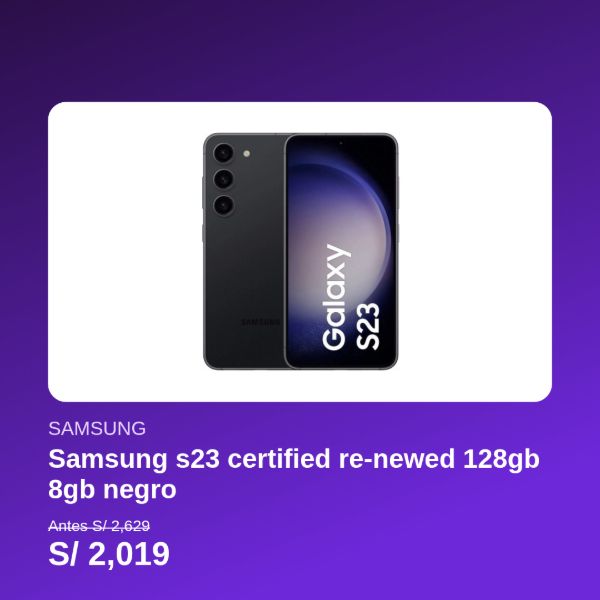 SAMSUNG
Galaxy
S23
SAMSUNG
Samsung s23 certified re-newed 128gb
8gb negro
Antes S/ 2,629
S/ 2,019